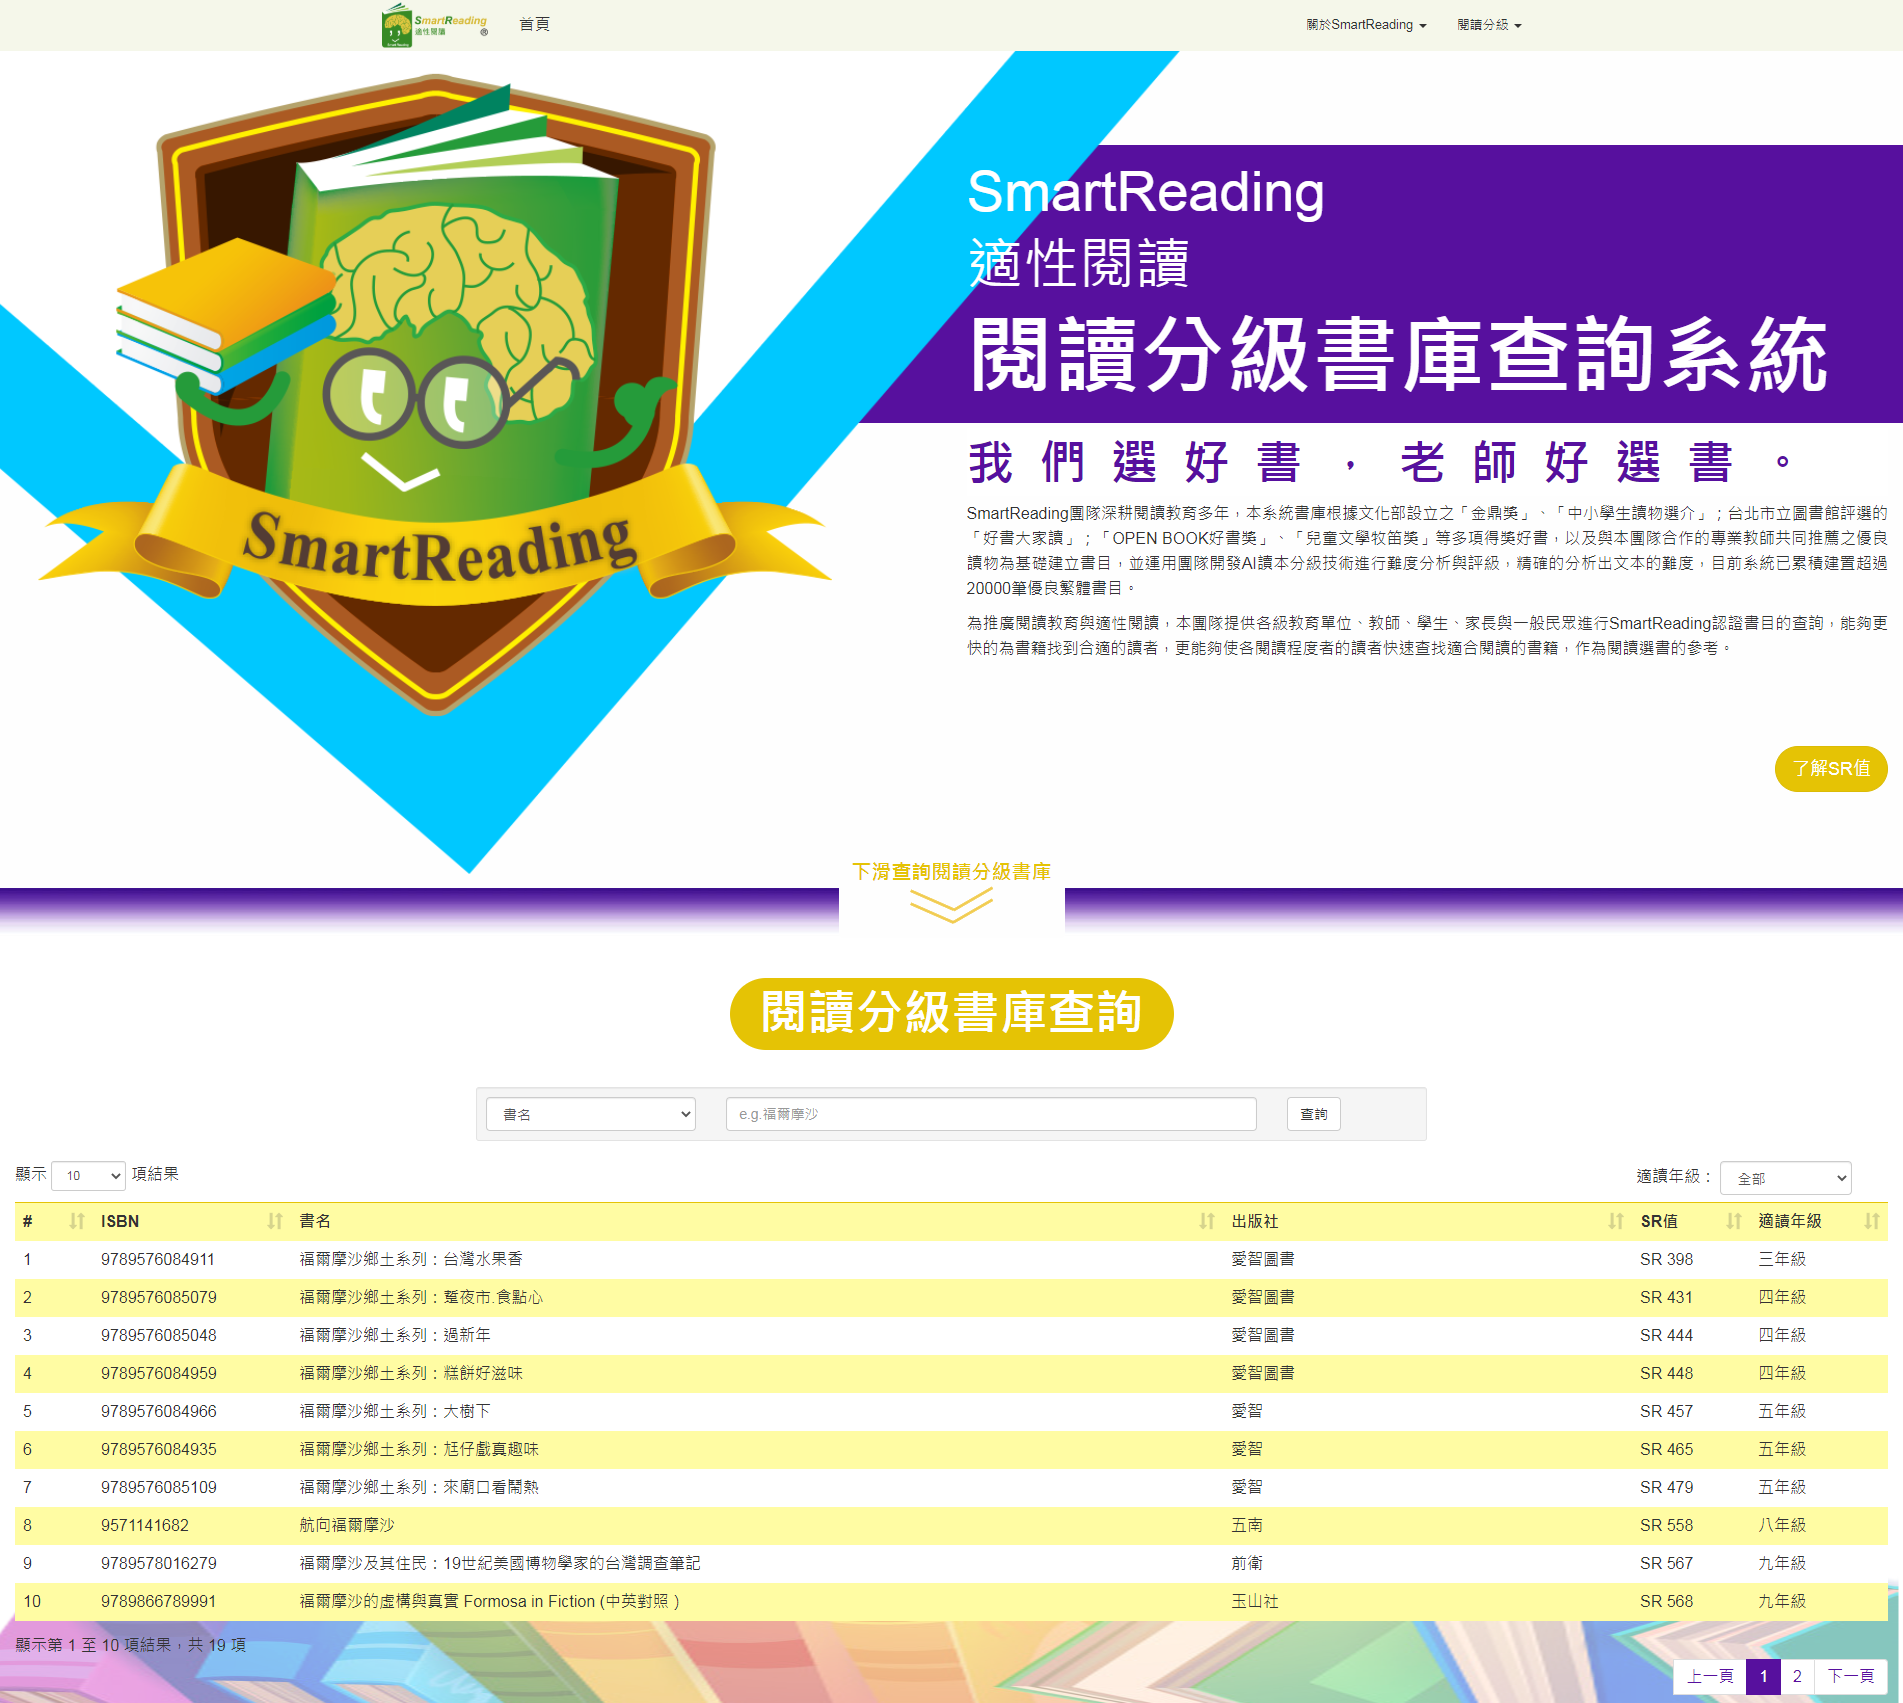 SmartReading
適性閱讀
®
Smart Reading
首頁
關於SmartReading
閱讀分級
SmartReading
SmartReading
適性閱讀
閱讀分級書庫查詢系統
我們選好書，老師好選書。
SmartReading團隊深耕閱讀教育多年，本系統書庫根據文化部設立之「金鼎獎」、「中小學生讀物選介」；台北市立圖書館評選的
「好書大家讀」；「OPEN BOOK好書獎」、「兒童文學牧笛獎」等多項得獎好書，以及與本團隊合作的專業教師共同推薦之優良
讀物為基礎建立書目，並運用團隊開發AI讀本分級技術進行難度分析與評級，精確的分析出文本的難度，目前系統已累積建置超過
20000筆優良繁體書目。
為推廣閱讀教育與適性閱讀，本團隊提供各級教育單位、教師、學生、家長與一般民眾進行SmartReading認證書目的查詢，能夠更
快的為書籍找到合適的讀者，更能夠使各閱讀程度者的讀者快速查找適合閱讀的書籍，作為閱讀選書的參考。
了解SR值
下滑查詢閱讀分級書庫
閱讀分級書庫查詢
書名 e.g.福爾摩沙 查詢
顯示 10 項結果 適讀年級： 全部
# ISBN 書名 出版社 SR值 適讀年級
1 9789576084911 福爾摩沙鄉土系列：台灣水果香 愛智圖書 SR 398 三年級
2 9789576085079 福爾摩沙鄉土系列：踅夜市.食點心 愛智圖書 SR 431 四年級
3 9789576085048 福爾摩沙鄉土系列：過新年 愛智圖書 SR 444 四年級
4 9789576084959 福爾摩沙鄉土系列：糕餅好滋味 愛智圖書 SR 448 四年級
5 9789576084966 福爾摩沙鄉土系列：大樹下 愛智 SR 457 五年級
6 9789576084935 福爾摩沙鄉土系列：尪仔戲真趣味 愛智 SR 465 五年級
7 9789576085109 福爾摩沙鄉土系列：來廟口看鬧熱 愛智 SR 479 五年級
8 9571141682 航向福爾摩沙 五南 SR 558 八年級
9 9789578016279 福爾摩沙及其住民：19世紀美國博物學家的台灣調查筆記 前衛 SR 567 九年級
10 9789866789991 福爾摩沙的虛構與真實 Formosa in Fiction (中英對照 ) 玉山社 SR 568 九年級
顯示第 1 至 10 項結果，共 19 項
上一頁 1 2 下一頁